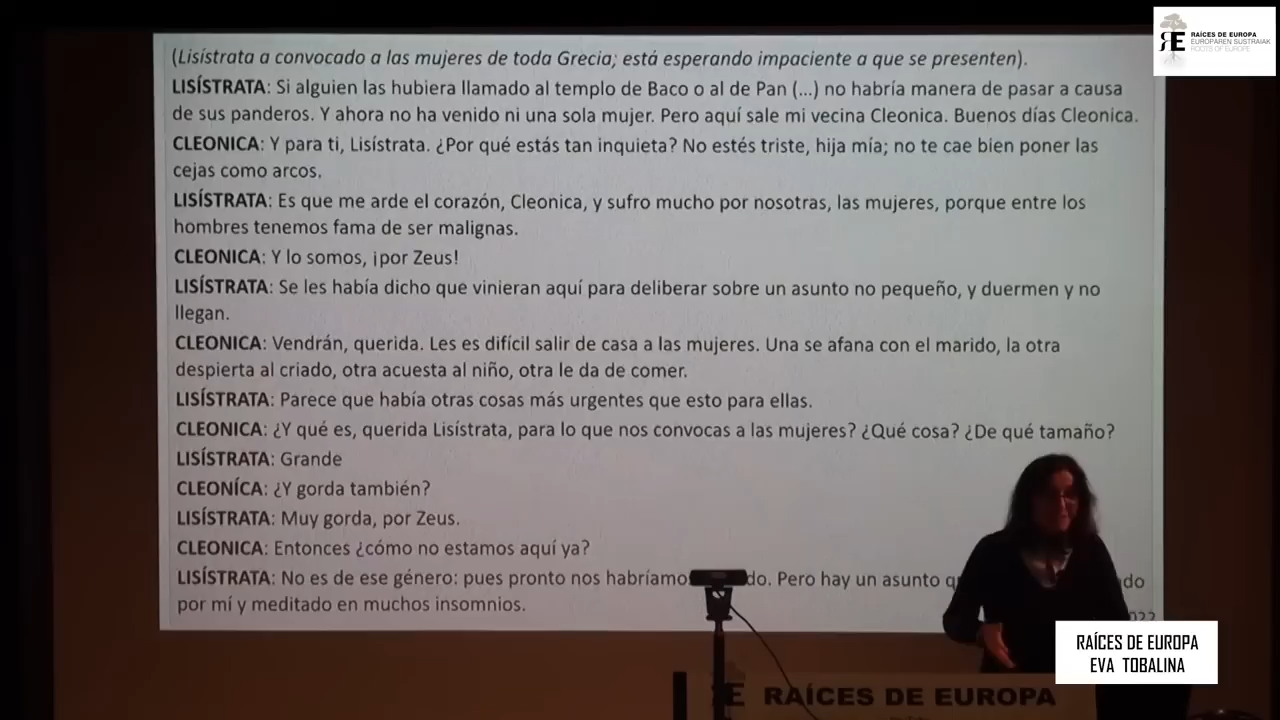 RAÍCES DE EUROPA
EUROPAREN SUSTRAIAK
ROOTS OF EUROPE
(Lisístrata a convocado a las mujeres de toda Grecia; está esperando impaciente a que se presenten).
LISÍSTRATA: Si alguien las hubiera llamado al templo de Baco o al de Pan (...) no habría manera de pasar a causa
de sus panderos. Y ahora no ha venido ni una sola mujer. Pero aquí sale mi vecina Cleonica. Buenos días Cleonica.
CLEONICA: Y para ti, Lisístrata. ¿Por qué estás tan inquieta? No estés triste, hija mía; no te cae bien poner las
cejas como arcos.
LISÍSTRATA: Es que me arde el corazón, Cleonica, y sufro mucho por nosotras, las mujeres, porque entre los
hombres tenemos fama de ser malignas.
CLEONICA: Y lo somos, ¡por Zeus!
LISÍSTRATA: Se les había dicho que vinieran aquí para deliberar sobre un asunto no pequeño, y duermen y no
llegan.
CLEONICA: Vendrán, querida. Les es difícil salir de casa a las mujeres. Una se afana con el marido, la otra
despierta al criado, otra acuesta al niño, otra le da de comer.
LISÍSTRATA: Parece que había otras cosas más urgentes que esto para ellas.
CLEONICA: ¿Y qué es, querida Lisístrata, para lo que nos convocas a las mujeres? ¿Qué cosa? ¿De qué tamaño?
LISÍSTRATA: Grande
CLEONÍCA: ¿Y gorda también?
LISÍSTRATA: Muy gorda, por Zeus.
CLEONICA: Entonces ¿cómo no estamos aquí ya?
LISÍSTRATA: No es de ese género: pues pronto nos habríamos do. Pero hay un asunto do
por mí y meditado en muchos insomnios.
RAÍCES DE EUROPA
EVA TOBALINA
RAÍCES DE EUROPA